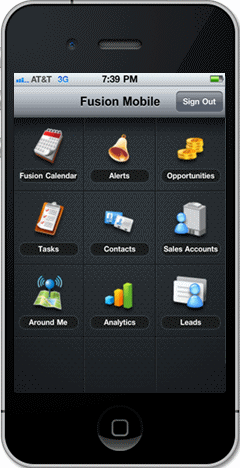 AT&T 3G 7:39 PM
Fusion Mobile Sign Out
Fusion Calendar Alerts Opportunities
Tasks Contacts Sales Accounts
Around Me Analytics Leads